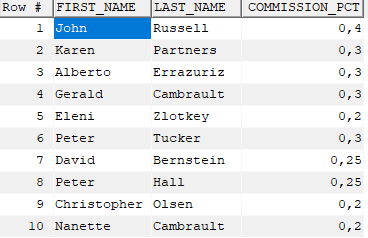 Row # FIRST_NAME LAST_NAME COMMISSION_PCT
1 John Russell 0,4
2 Karen Partners 0,3
3 Alberto Errazuriz 0,3
4 Gerald Cambrault 0,3
5 Eleni Zlotkey 0,2
6 Peter Tucker 0,3
7 David Bernstein 0,25
8 Peter Hall 0,25
9 Christopher Olsen 0,2
10 Nanette Cambrault 0,2